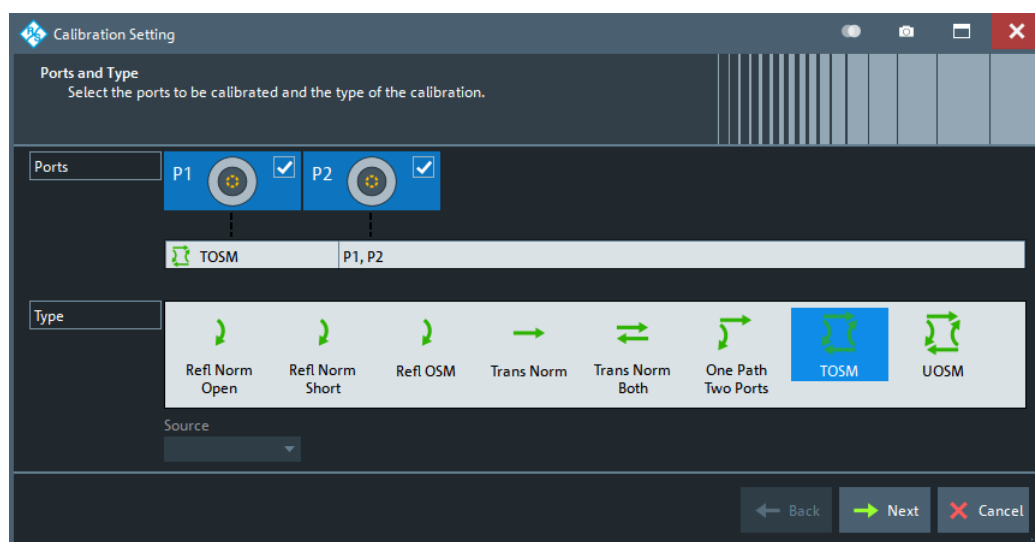 Calibration Setting
Ports and Type
Select the ports to be calibrated and the type of the calibration.
Ports
P1
P2
TOSM
P1, P2
Type
Refl Norm
Open
Refl Norm
Short
Refl OSM
Trans Norm
Trans Norm
Both
One Path
Two Ports
TOSM
UOSM
Source
Back
Next
Cancel